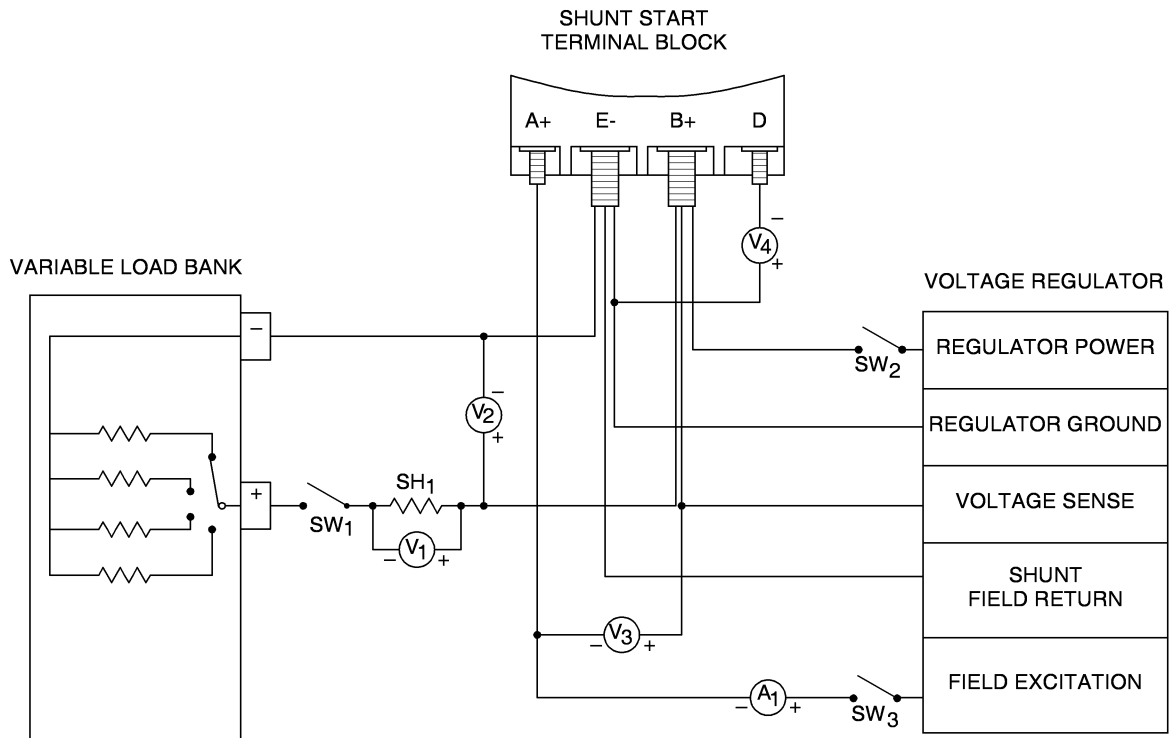 SHUNT START
TERMINAL BLOCK
A+
E-
B+
D
– V4 +
VARIABLE LOAD BANK
VOLTAGE REGULATOR
–
REGULATOR POWER
SW2
– V2 +
REGULATOR GROUND
+
SW1
SH1
VOLTAGE SENSE
– V1 +
SHUNT
FIELD RETURN
– V3 +
FIELD EXCITATION
– A1 +
SW3